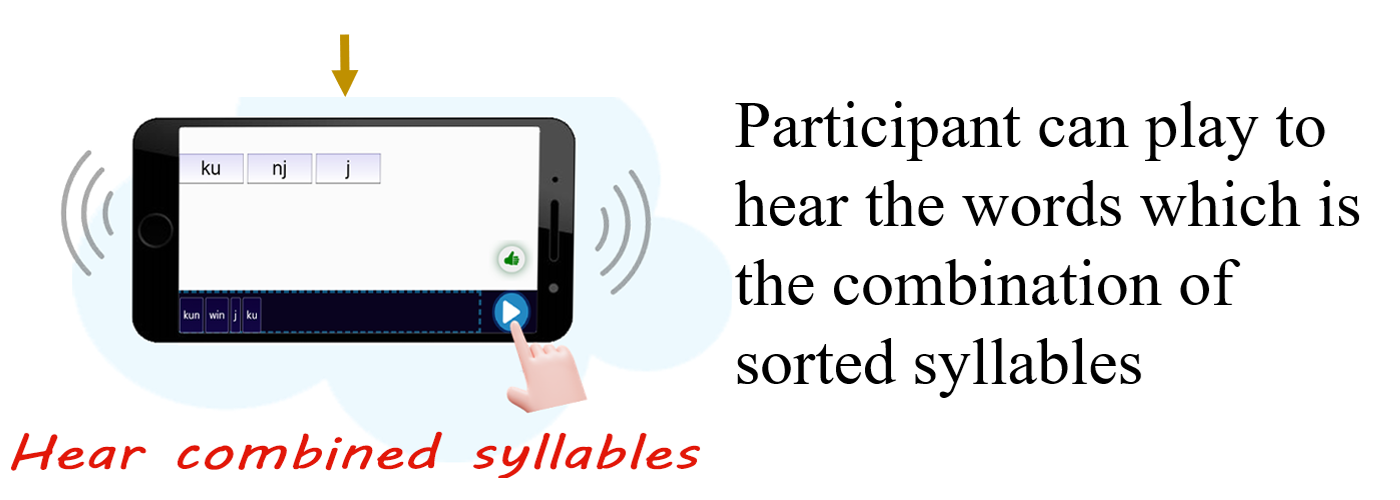 ku nj j
kun win j ku
Hear combined syllables
Participant can play to
hear the words which is
the combination of
sorted syllables